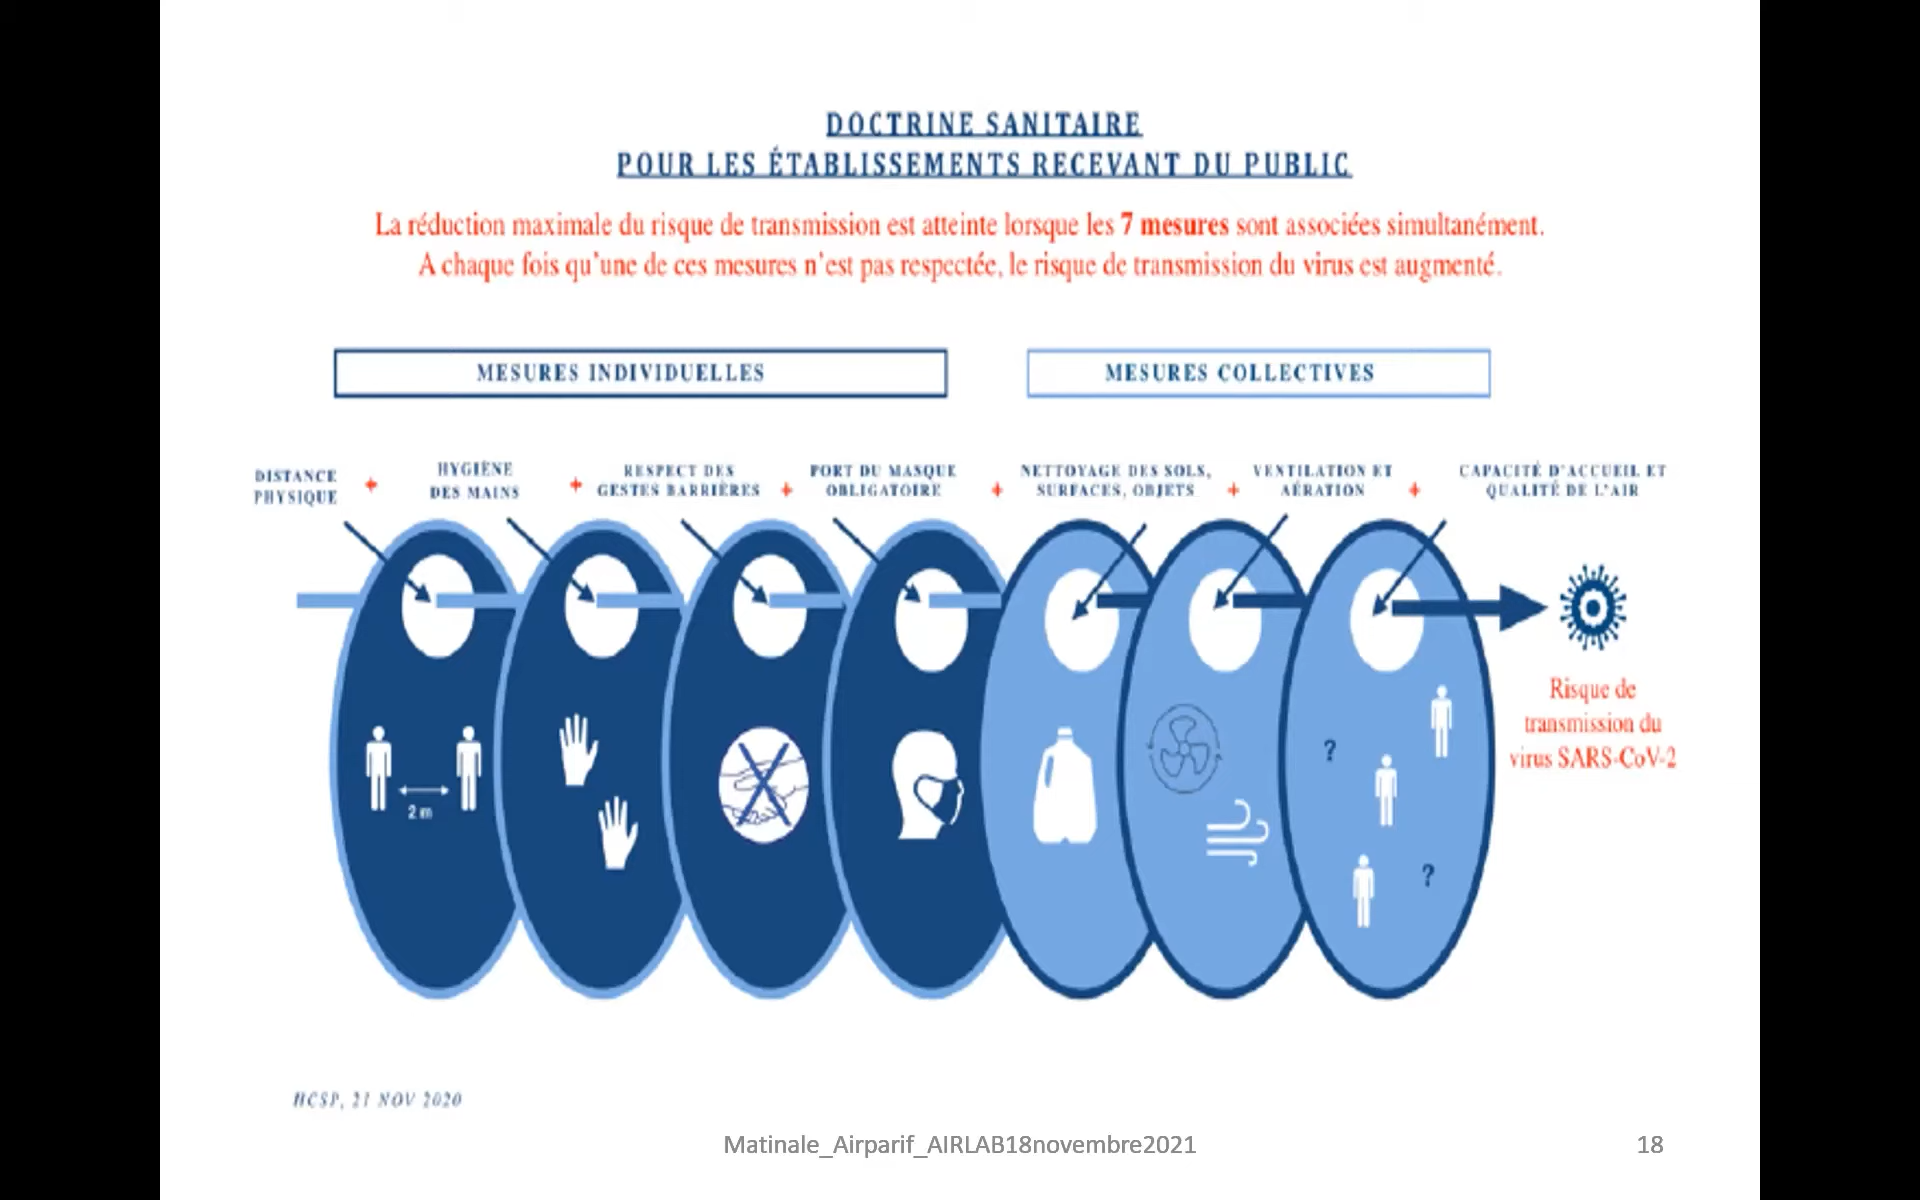 DOCTRINE SANITAIRE
POUR LES ÉTABLISSEMENTS RECEVANT DU PUBLIC
La réduction maximale du risque de transmission est atteinte lorsque les 7 mesures sont associées simultanément.
A chaque fois qu'une de ces mesures n'est pas respectée, le risque de transmission du virus est augmenté.
MESURES INDIVIDUELLES
MESURES COLLECTIVES
DISTANCE
PHYSIQUE
+
HYGIÈNE
DES MAINS
+
RESPECT DES
GESTES BARRIÈRES
+
PORT DU MASQUE
OBLIGATOIRE
+
NETTOYAGE DES SOLS,
SURFACES, OBJETS
+
VENTILATION ET
AÉRATION
+
CAPACITÉ D'ACCUEIL ET
QUALITÉ DE L'AIR
2 m
?
?
Risque de
transmission du
virus SARS-CoV-2
HCSP, 21 NOV 2020
Matinale_Airparif_AIRLAB18novembre2021
18